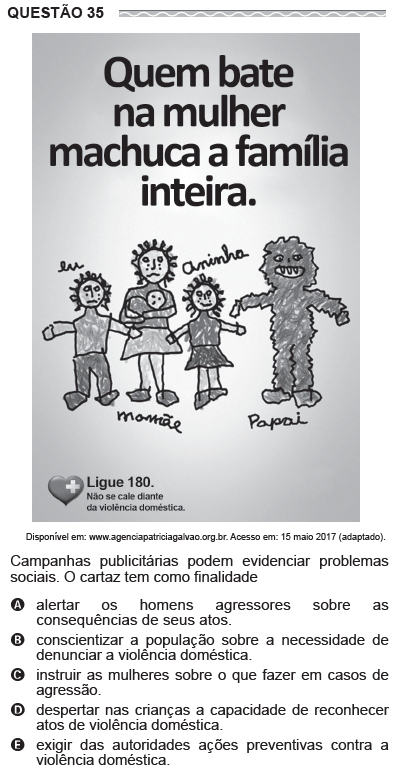 QUESTÃO 35
Quem bate
na mulher
machuca a família
inteira.
eu
aninha
mamãe
Papai
Ligue 180.
Não se cale diante
da violência doméstica.
Disponível em: www.agenciapatriciagalvao.org.br. Acesso em: 15 maio 2017 (adaptado).
Campanhas publicitárias podem evidenciar problemas
sociais. O cartaz tem como finalidade
A alertar os homens agressores sobre as
consequências de seus atos.
B conscientizar a população sobre a necessidade de
denunciar a violência doméstica.
C instruir as mulheres sobre o que fazer em casos de
agressão.
D despertar nas crianças a capacidade de reconhecer
atos de violência doméstica.
E exigir das autoridades ações preventivas contra a
violência doméstica.